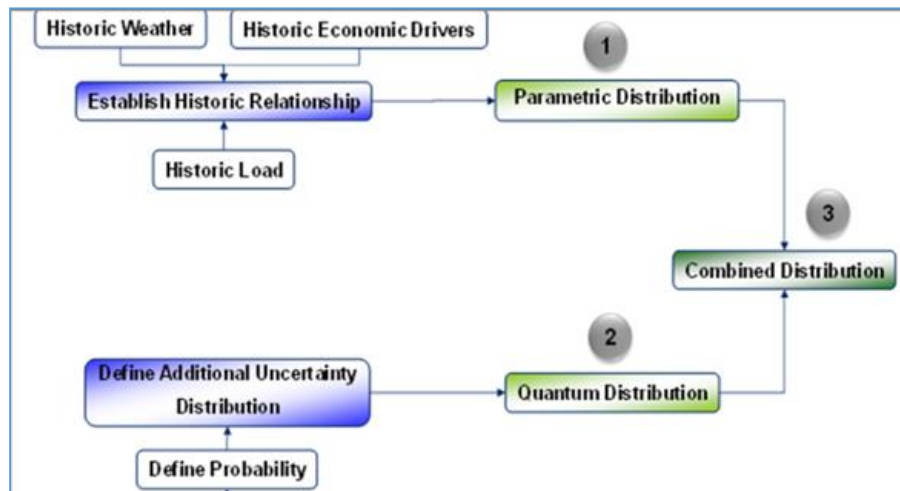 Historic Weather
Historic Economic Drivers
1
Establish Historic Relationship
Parametric Distribution
Historic Load
3
Combined Distribution
2
Define Additional Uncertainty
Distribution
Quantum Distribution
Define Probability